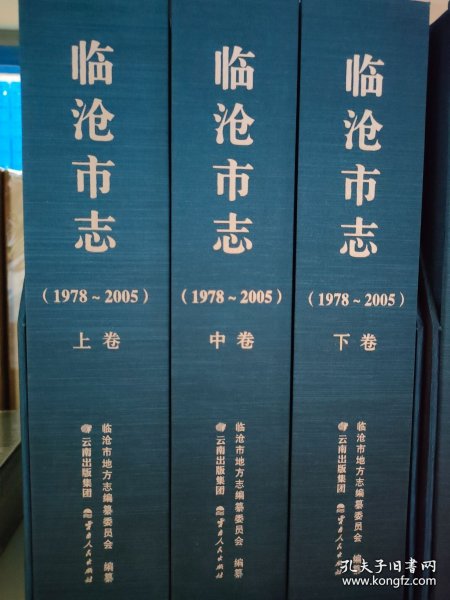 临沧市志
（1978～2005）
上卷
临沧市地方志编纂委员会 编纂
云南出版集团
云南人民出版社
临沧市志
（1978～2005）
中卷
临沧市地方志编纂委员会 编纂
云南出版集团
云南人民出版社
临沧市志
（1978～2005）
下卷
临沧市地方志编纂委员会 编纂
云南出版集团
云南人民出版社
孔夫子旧书网
www.kongfz.com